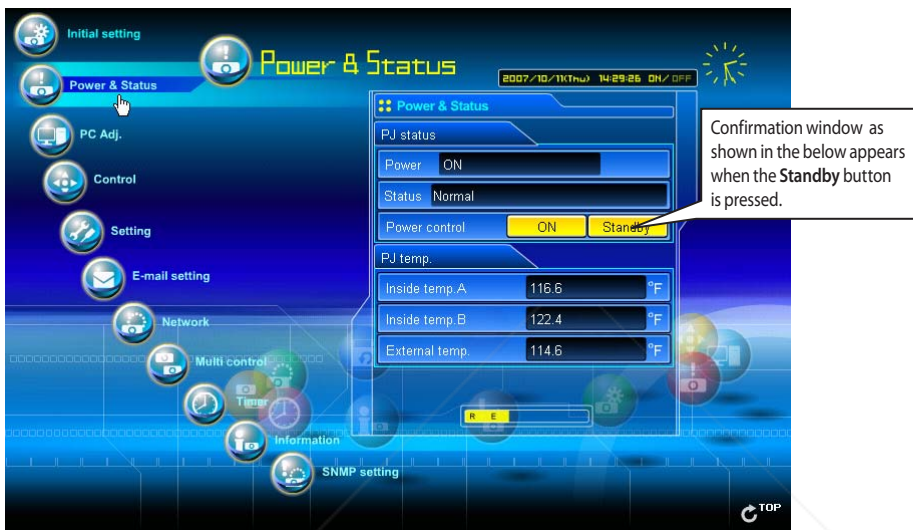 Initial setting
Power & Status
Power & Status
2007/10/11(Thu) 14:29:26 ON/OFF
PC Adj.
Control
Setting
E-mail setting
Network
Multi control
Timer
Information
SNMP setting
Power & Status
PJ status
Power ON
Status Normal
Power control ON Standby
PJ temp.
Inside temp.A 116.6 °F
Inside temp.B 122.4 °F
External temp. 114.6 °F
R E
TOP
Confirmation window as
shown in the below appears
when the Standby button
is pressed.